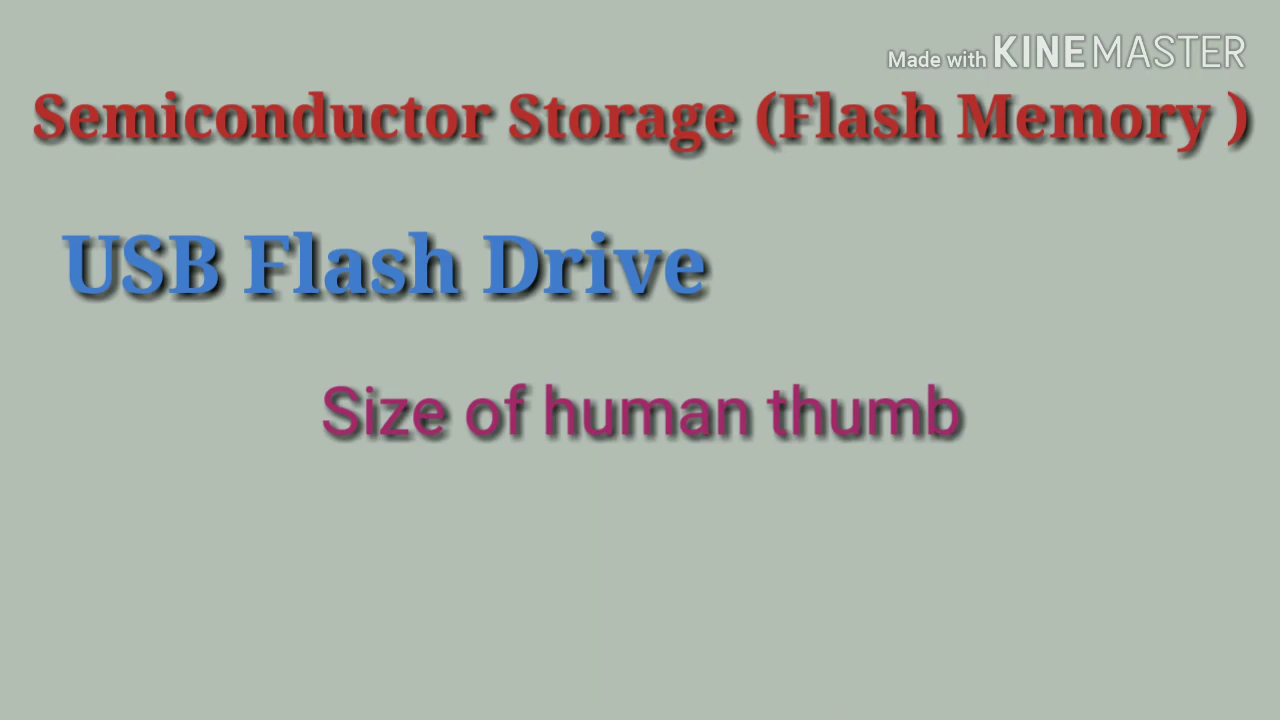 Made with KINEMASTER
Semiconductor Storage (Flash Memory )
USB Flash Drive
Size of human thumb